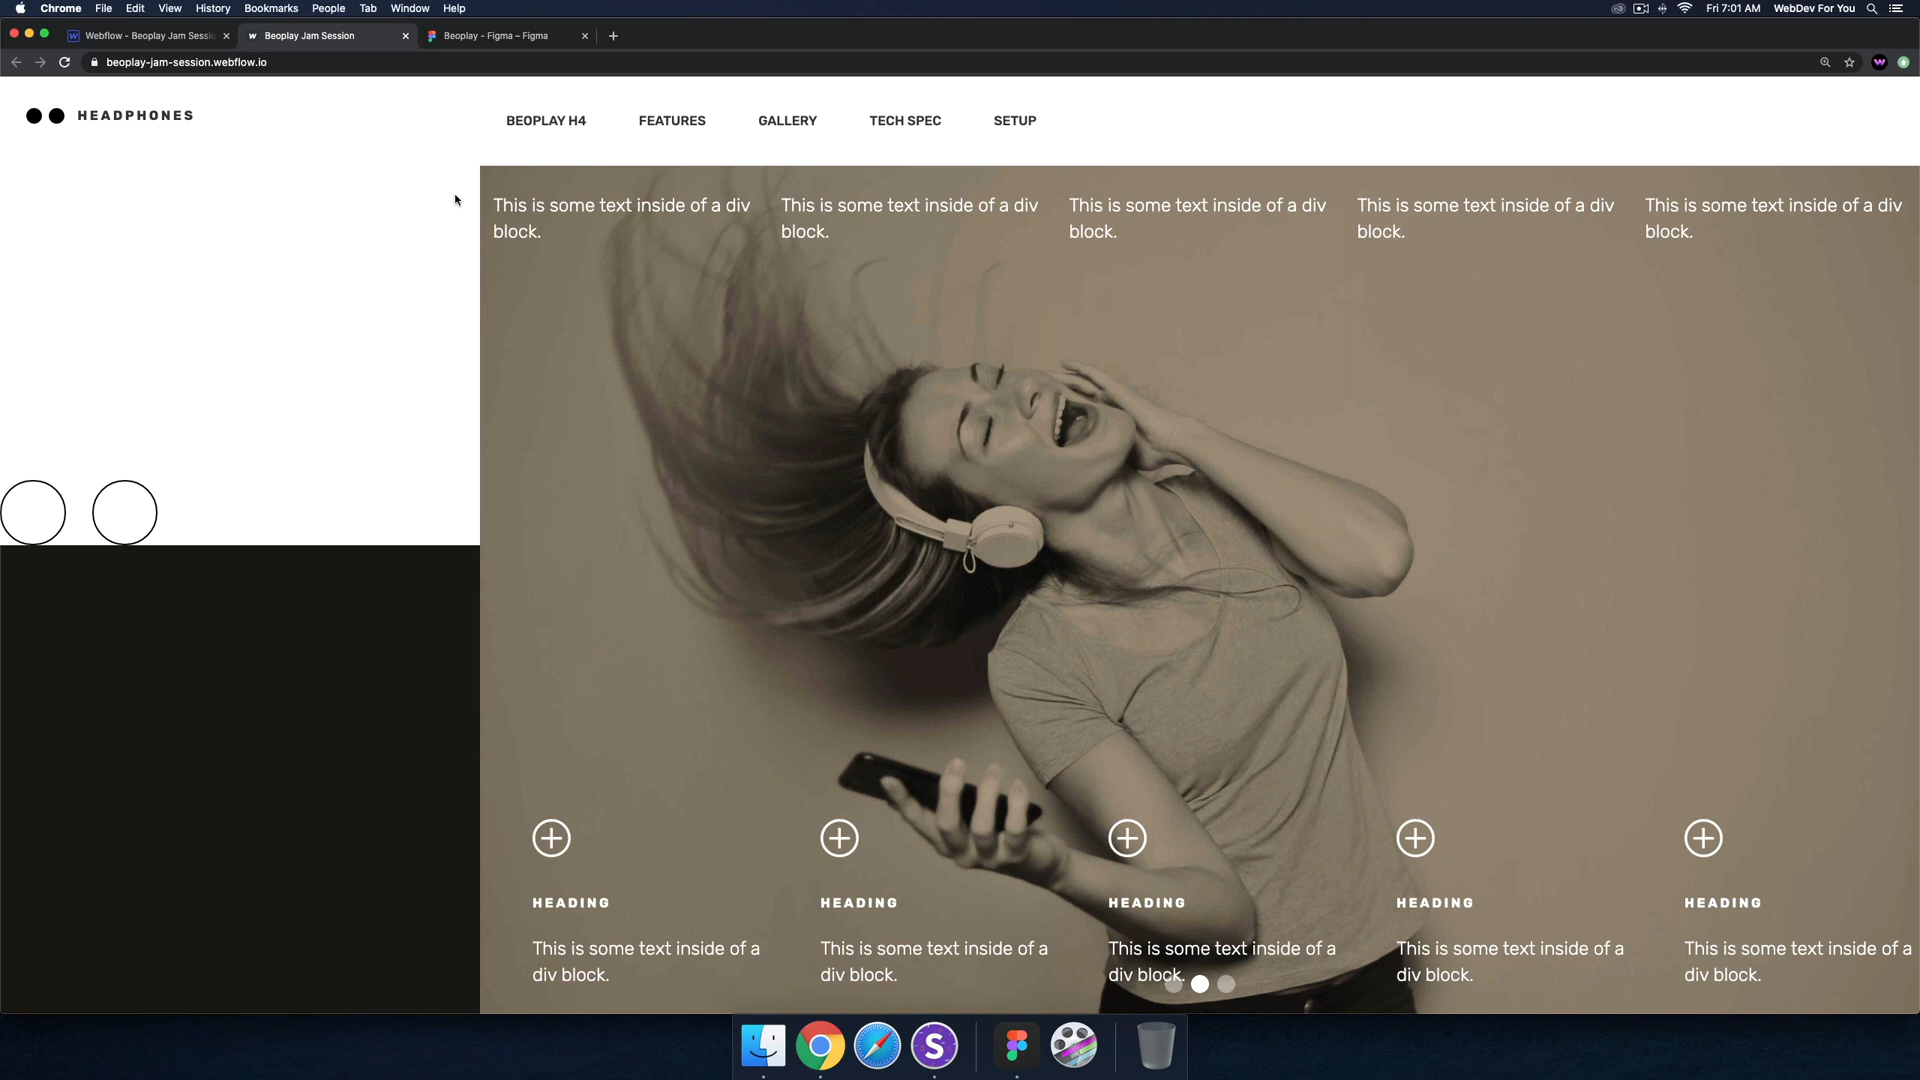 Chrome File Edit View History Bookmarks People Tab Window Help
Fri 7:01 AM WebDev For You
Webflow - Beoplay Jam Sessio
Beoplay Jam Session
Beoplay - Figma – Figma
beoplay-jam-session.webflow.io
HEADPHONES
BEOPLAY H4 FEATURES GALLERY TECH SPEC SETUP
This is some text inside of a div
block.
This is some text inside of a div
block.
This is some text inside of a div
block.
This is some text inside of a div
block.
This is some text inside of a div
block.
HEADING
This is some text inside of a
div block.
HEADING
This is some text inside of a
div block.
HEADING
This is some text inside of a
div block.
HEADING
This is some text inside of a
div block.
HEADING
This is some text inside of a
div block.